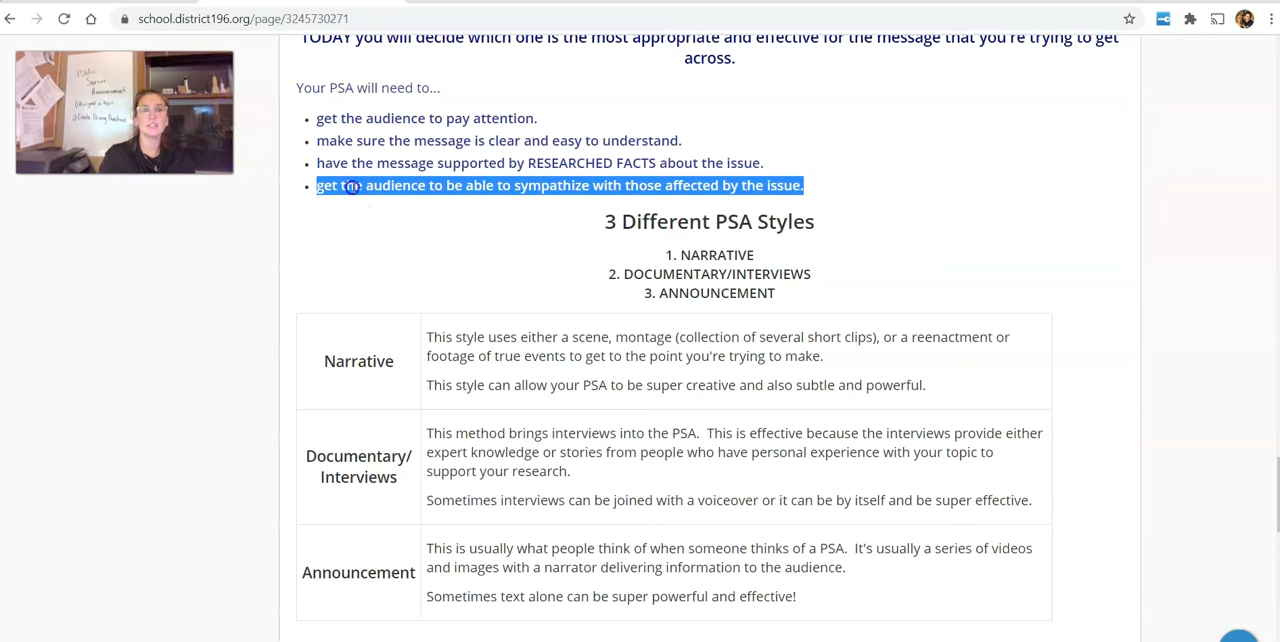 school.district196.org/page/3245730271
TODAY you will decide which one is the most appropriate and effective for the message that you're trying to get
across.
Public
Service
Announcement
Your PSA will need to...
get the audience to pay attention.
make sure the message is clear and easy to understand.
have the message supported by RESEARCHED FACTS about the issue.
get the audience to be able to sympathize with those affected by the issue.
3 Different PSA Styles
1. NARRATIVE
2. DOCUMENTARY/INTERVIEWS
3. ANNOUNCEMENT
Narrative
This style uses either a scene, montage (collection of several short clips), or a reenactment or
footage of true events to get to the point you're trying to make.
This style can allow your PSA to be super creative and also subtle and powerful.
Documentary/
Interviews
This method brings interviews into the PSA.  This is effective because the interviews provide either
expert knowledge or stories from people who have personal experience with your topic to
support your research.
Sometimes interviews can be joined with a voiceover or it can be by itself and be super effective.
Announcement
This is usually what people think of when someone thinks of a PSA.  It's usually a series of videos
and images with a narrator delivering information to the audience.
Sometimes text alone can be super powerful and effective!